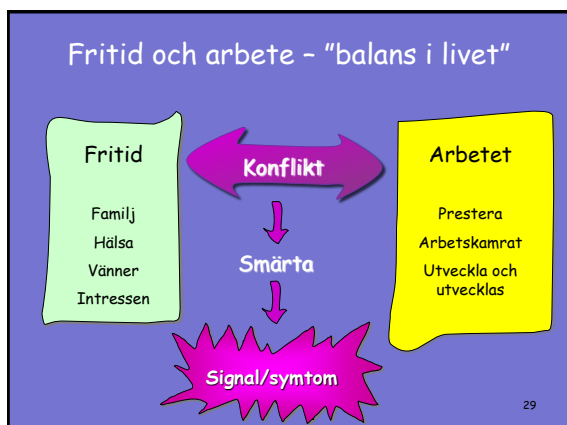 Fritid och arbete – ”balans i livet”
Fritid
Familj
Hälsa
Vänner
Intressen
Konflikt
Smärta
Signal/symtom
Arbetet
Prestera
Arbetskamrat
Utveckla och
utvecklas
29